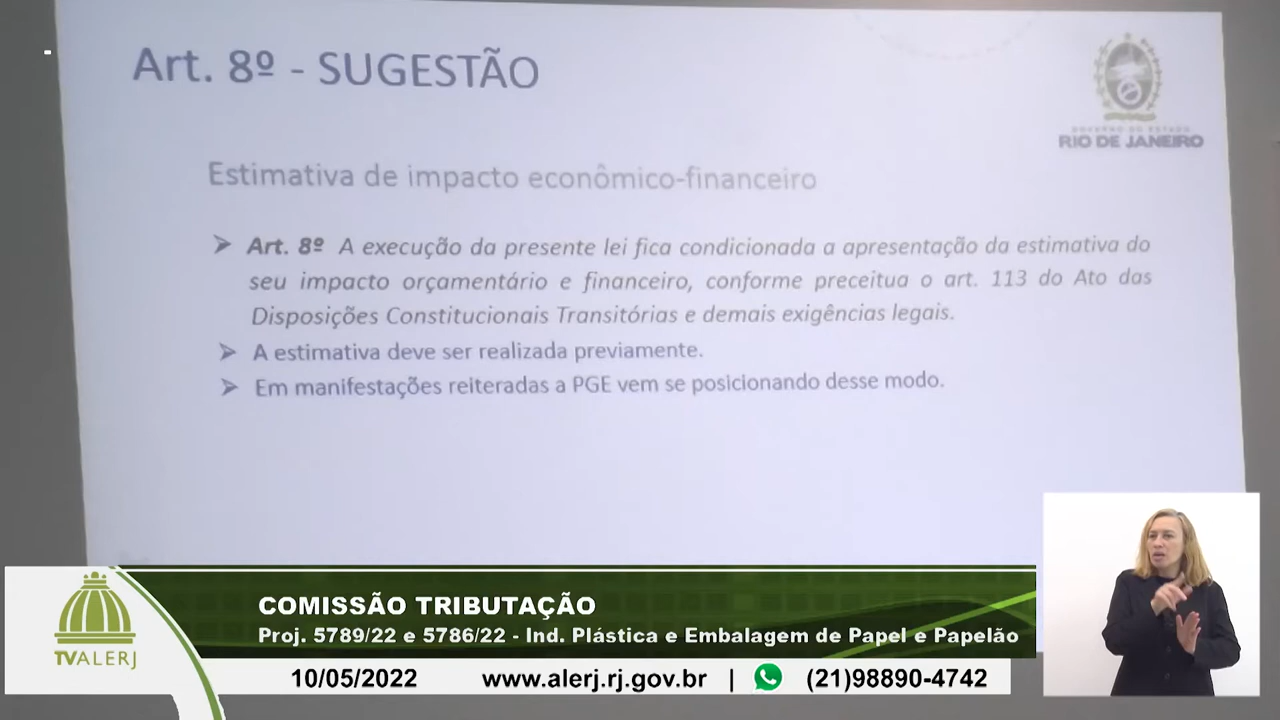 Art. 8º - SUGESTÃO
GOVERNO DO ESTADO
RIO DE JANEIRO
Estimativa de impacto econômico-financeiro
➢ Art. 8º A execução da presente lei fica condicionada a apresentação da estimativa do
seu impacto orçamentário e financeiro, conforme preceitua o art. 113 do Ato das
Disposições Constitucionais Transitórias e demais exigências legais.
➢ A estimativa deve ser realizada previamente.
➢ Em manifestações reiteradas a PGE vem se posicionando desse modo.
COMISSÃO TRIBUTAÇÃO
Proj. 5789/22 e 5786/22 - Ind. Plástica e Embalagem de Papel e Papelão
TVALERJ
10/05/2022 www.alerj.rj.gov.br | (21)98890-4742